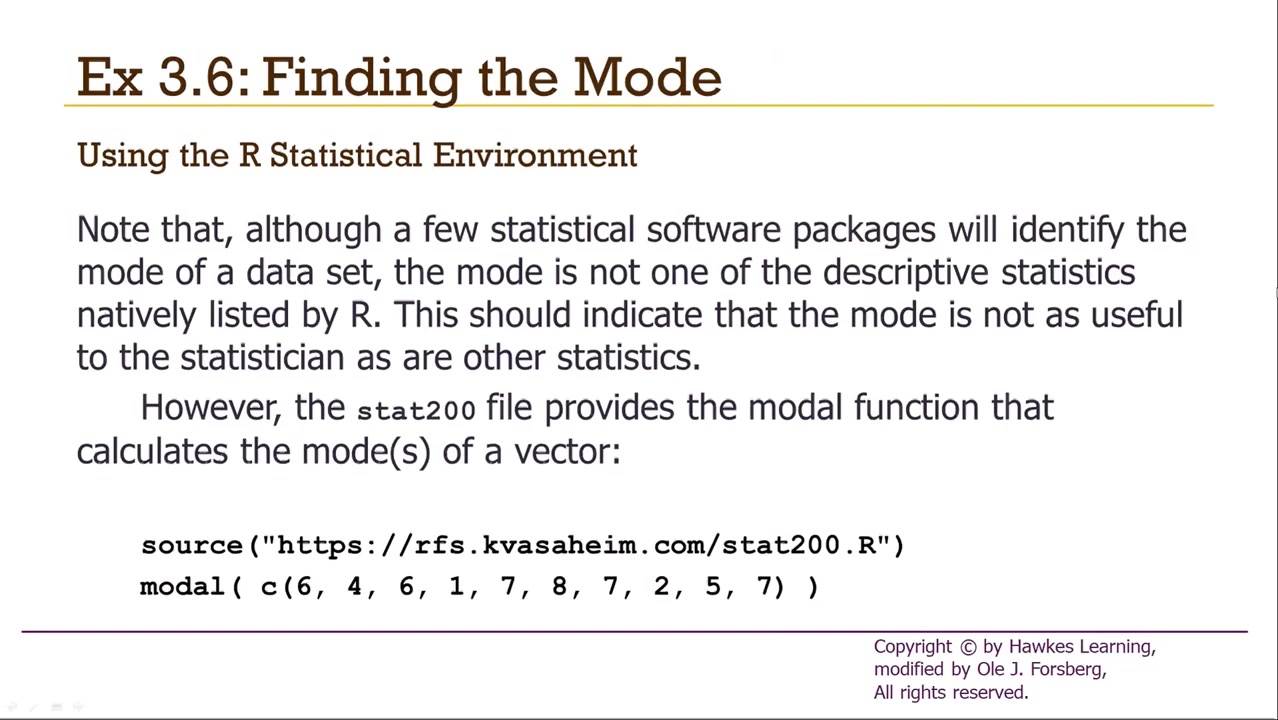 Ex 3.6: Finding the Mode
Using the R Statistical Environment
Note that, although a few statistical software packages will identify the
mode of a data set, the mode is not one of the descriptive statistics
natively listed by R. This should indicate that the mode is not as useful
to the statistician as are other statistics.
However, the stat200 file provides the modal function that
calculates the mode(s) of a vector:
source("https://rfs.kvasaheim.com/stat200.R")
modal( c(6, 4, 6, 1, 7, 8, 7, 2, 5, 7) )
Copyright © by Hawkes Learning,
modified by Ole J. Forsberg,
All rights reserved.